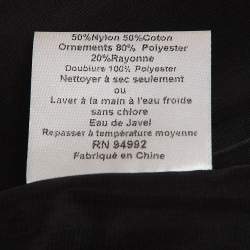 50%Nylon 50%Coton
Ornements 80% Polyester
20%Rayonne
Doublure 100% Polyester
Nettoyer à sec seulement
ou
Laver à la main à l'eau froide
sans chlore
Eau de Javel
Repasser à température moyenne
RN 94992
Fabriqué en Chine